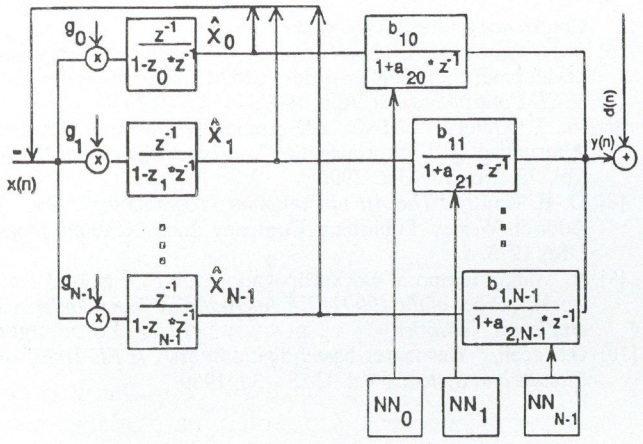 g0
x
z-1
1-z0*z-1
X̂0
b10
1+a20*z-1
d(n)
-
x(n)
g1
x
z-1
1-z1*z-1
X̂1
b11
1+a21*z-1
y(n)
+
gN-1
x
z-1
1-zN-1*z-1
X̂N-1
b1,N-1
1+a2,N-1*z-1
NN0
NN1
NNN-1